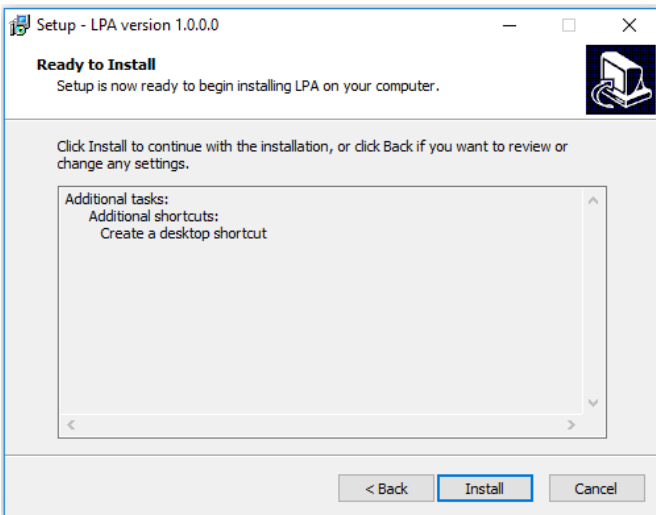 Setup - LPA version 1.0.0.0
Ready to Install
Setup is now ready to begin installing LPA on your computer.
Click Install to continue with the installation, or click Back if you want to review or
change any settings.
Additional tasks:
Additional shortcuts:
Create a desktop shortcut
< Back
Install
Cancel